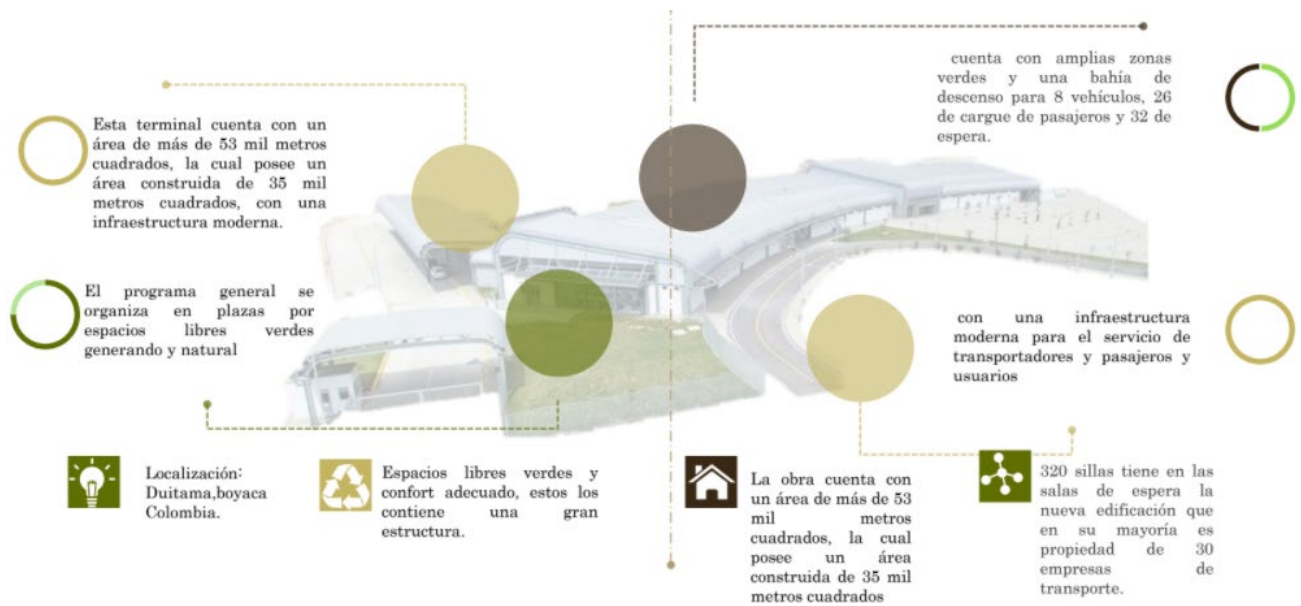 Esta terminal cuenta con un
área de más de 53 mil metros
cuadrados, la cual posee un
área construida de 35 mil
metros cuadrados, con una
infraestructura moderna.
cuenta con amplias zonas
verdes y una bahía de
descenso para 8 vehículos, 26
de cargue de pasajeros y 32 de
espera.
El programa general se
organiza en plazas por
espacios libres verdes
generando y natural
con una infraestructura
moderna para el servicio de
transportadores y pasajeros y
usuarios
Localización:
Duitama,boyaca
Colombia.
Espacios libres verdes y
confort adecuado, estos los
contiene una gran
estructura.
La obra cuenta con
un área de más de 53
mil metros
cuadrados, la cual
posee un área
construida de 35 mil
metros cuadrados
320 sillas tiene en las
salas de espera la
nueva edificación que
en su mayoría es
propiedad de 30
empresas de
transporte.